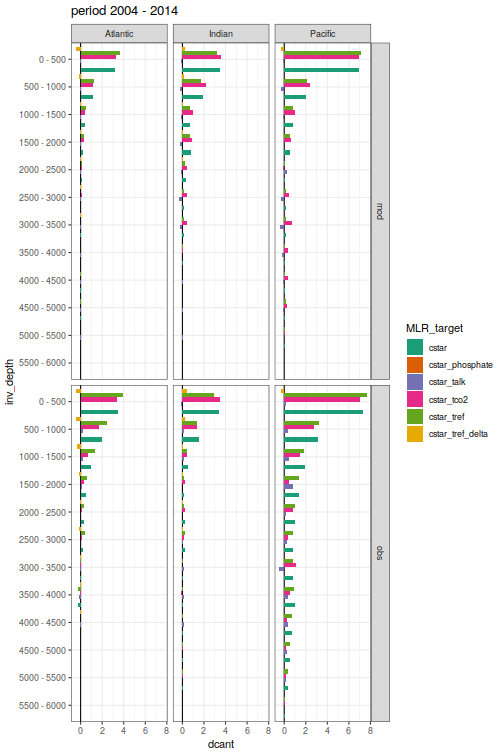 period 2004 - 2014
Atlantic
Indian
Pacific
0 - 500
500 - 1000
1000 - 1500
1500 - 2000
2000 - 2500
2500 - 3000
3000 - 3500
3500 - 4000
4000 - 4500
4500 - 5000
5000 - 5500
5500 - 6000
mod
0 - 500
500 - 1000
1000 - 1500
1500 - 2000
2000 - 2500
2500 - 3000
3000 - 3500
3500 - 4000
4000 - 4500
4500 - 5000
5000 - 5500
5500 - 6000
obs
inv_depth
0 2 4 6 8 0 2 4 6 8 0 2 4 6 8
dcant
MLR_target
cstar
cstar_phosphate
cstar_talk
cstar_tco2
cstar_tref
cstar_tref_delta